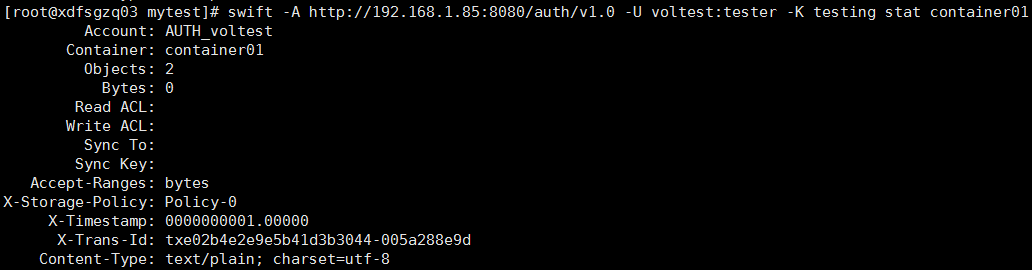 [root@xdfsgzq03 mytest]# swift -A http://192.168.1.85:8080/auth/v1.0 -U voltest:tester -K testing stat container01
Account: AUTH_voltest
Container: container01
Objects: 2
Bytes: 0
Read ACL:
Write ACL:
Sync To:
Sync Key:
Accept-Ranges: bytes
X-Storage-Policy: Policy-0
X-Timestamp: 0000000001.00000
X-Trans-Id: txe02b4e2e9e5b41d3b3044-005a288e9d
Content-Type: text/plain; charset=utf-8